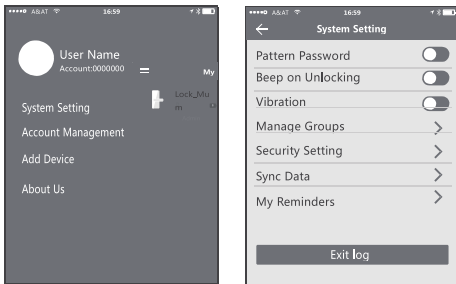 A&AT 16:59
User Name
Account:0000000
My
Lock_Mu
m
System Setting
Account Management
Add Device
About Us
A&AT 16:59
System Setting
Pattern Password
Beep on Unlocking
Vibration
Manage Groups
Security Setting
Sync Data
My Reminders
Exit log